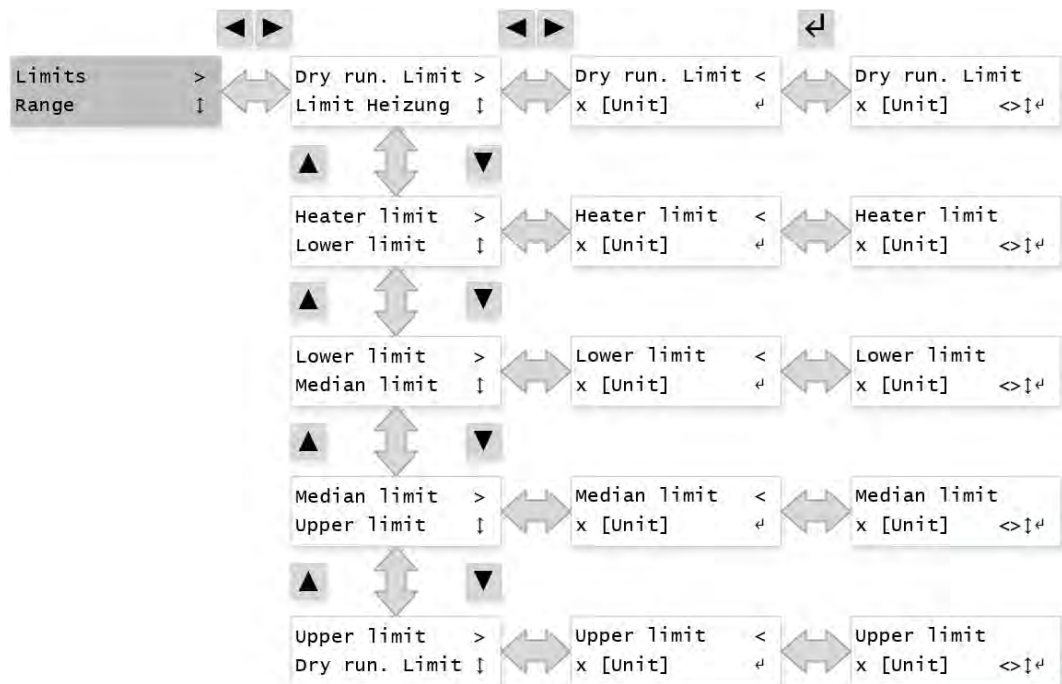 ◀ ▶ ◀ ▶ ↵
Limits > Dry run. Limit > Dry run. Limit < Dry run. Limit
Range ↕ Limit Heizung ↕ x [Unit] ↵ x [Unit] <>↕↵
▲ ▼
Heater limit > Heater limit < Heater limit
Lower limit ↕ x [Unit] ↵ x [Unit] <>↕↵
▲ ▼
Lower limit > Lower limit < Lower limit
Median limit ↕ x [Unit] ↵ x [Unit] <>↕↵
▲ ▼
Median limit > Median limit < Median limit
Upper limit ↕ x [Unit] ↵ x [Unit] <>↕↵
▲ ▼
Upper limit > Upper limit < Upper limit
Dry run. Limit ↕ x [Unit] ↵ x [Unit] <>↕↵